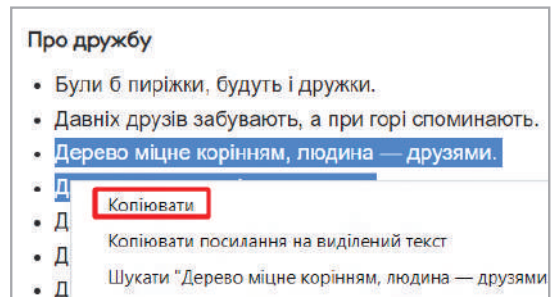 Про дружбу
• Були б пиріжки, будуть і дружки.
• Давніх друзів забувають, а при горі споминають.
• Дерево міцне корінням, людина — друзями.
• Д
Копіювати
• Д
Копіювати посилання на виділений текст
• Д
Шукати "Дерево міцне корінням, людина — друзями
• Д